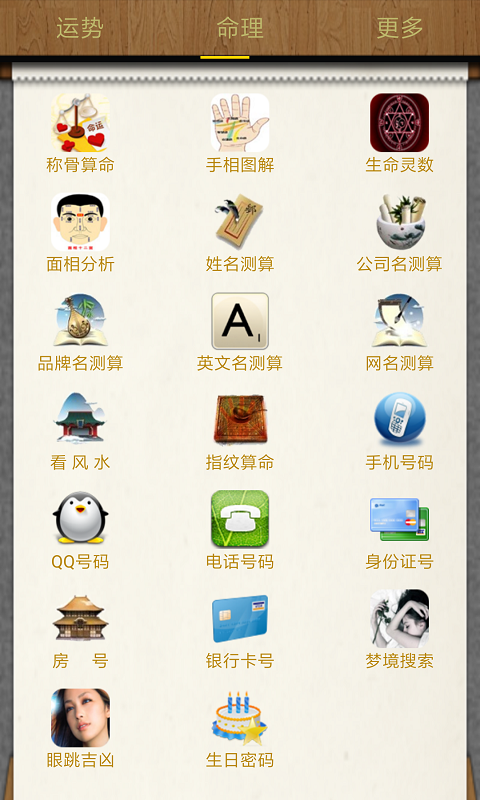 运势 命理 更多
命运
称骨算命 手相图解 生命灵数
面相分析 姓名测算 公司名测算
A
品牌名测算 英文名测算 网名测算
看风水 指纹算命 手机号码
QQ号码 电话号码 身份证号
房 号 银行卡号 梦境搜索
眼跳吉凶 生日密码